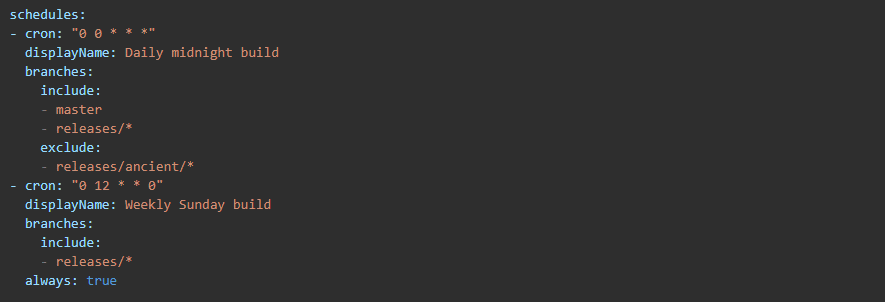 schedules:
- cron: "0 0 * * *"
  displayName: Daily midnight build
  branches:
    include:
    - master
    - releases/*
    exclude:
    - releases/ancient/*
- cron: "0 12 * * 0"
  displayName: Weekly Sunday build
  branches:
    include:
    - releases/*
  always: true